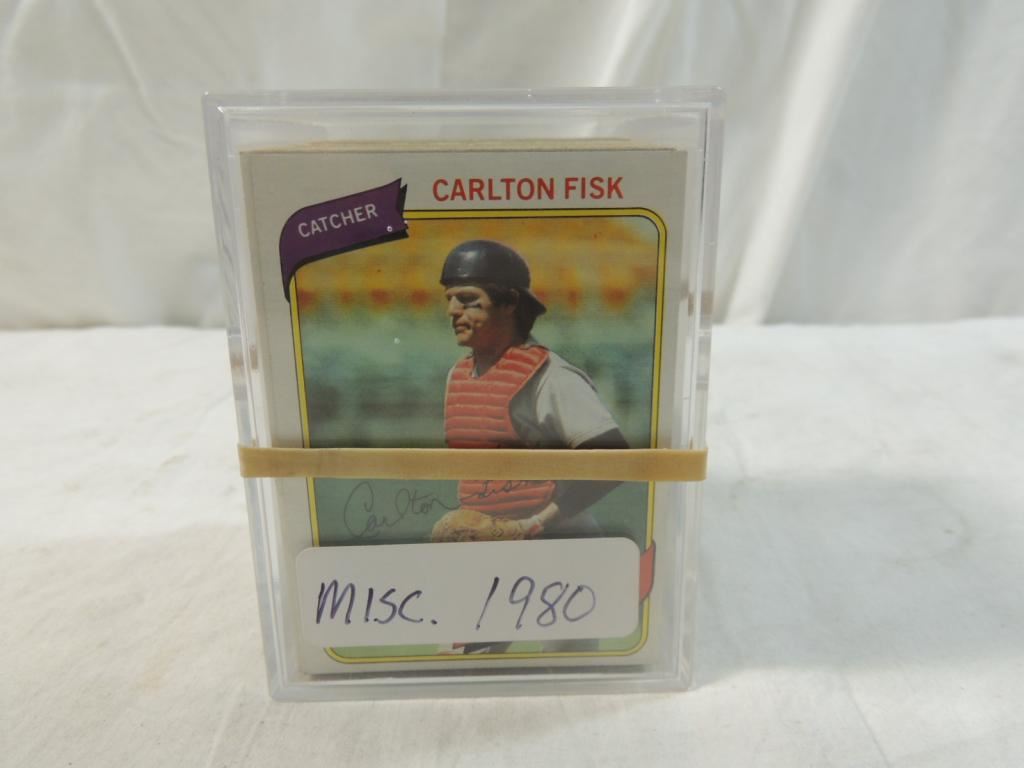 CARLTON FISK
CATCHER
Carlton Fisk
MISC. 1980